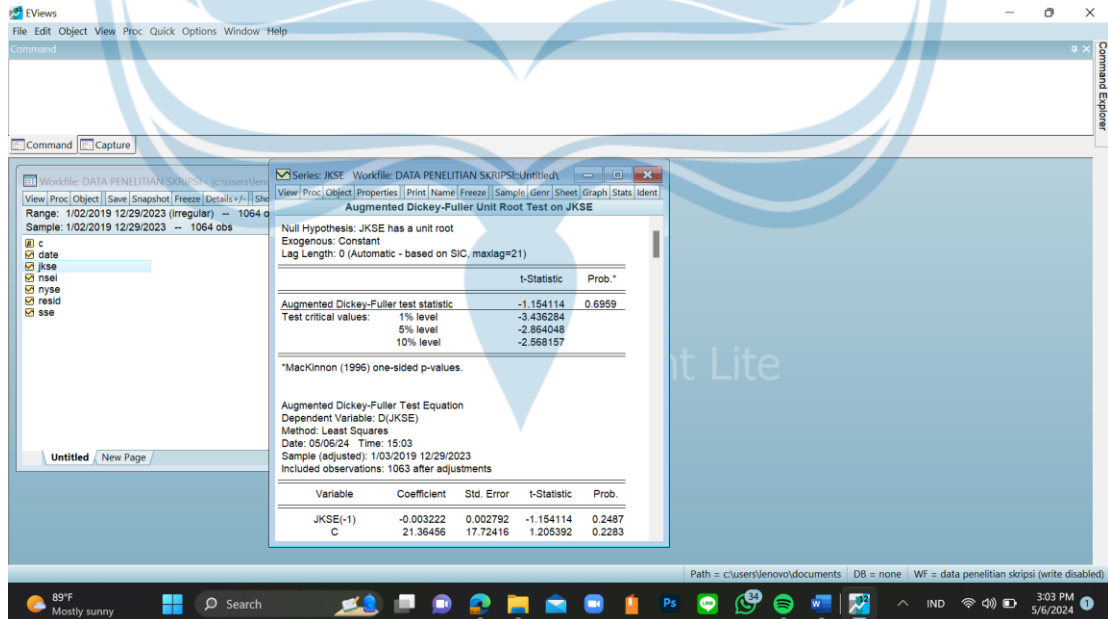 EViews
File Edit Object View Proc Quick Options Window Help
Command
Command Explorer
Command Capture
Workfile: DATA PENELITIAN SKRIPSI - (c:\users\len
View Proc Object Save Snapshot Freeze Details+/-
Range: 1/02/2019 12/29/2023 (irregular) -- 1064 o
Sample: 1/02/2019 12/29/2023 -- 1064 obs
c
date
jkse
nsei
nyse
resid
sse
Untitled New Page
Series: JKSE Workfile: DATA PENELITIAN SKRIPSI::Untitled\
View Proc Object Properties Print Name Freeze Sample Genr Sheet Graph Stats Ident
Augmented Dickey-Fuller Unit Root Test on JKSE
Null Hypothesis: JKSE has a unit root
Exogenous: Constant
Lag Length: 0 (Automatic - based on SIC, maxlag=21)
t-Statistic Prob.*
Augmented Dickey-Fuller test statistic -1.154114 0.6959
Test critical values: 1% level -3.436284
5% level -2.864048
10% level -2.568157
*MacKinnon (1996) one-sided p-values.
Augmented Dickey-Fuller Test Equation
Dependent Variable: D(JKSE)
Method: Least Squares
Date: 05/06/24 Time: 15:03
Sample (adjusted): 1/03/2019 12/29/2023
Included observations: 1063 after adjustments
Variable Coefficient Std. Error t-Statistic Prob.
JKSE(-1) -0.003222 0.002792 -1.154114 0.2487
C 21.36456 17.72416 1.205392 0.2283
Lite
Path = c:\users\lenovo\documents DB = none WF = data penelitian skripsi (write disabled)
89°F
Mostly sunny
Search
Ps
34
12
IND
3:03 PM
5/6/2024
1